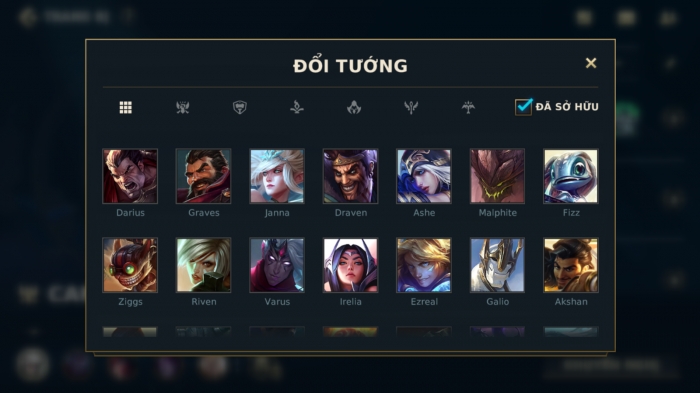 ĐỔI TƯỚNG
ĐÃ SỞ HỮU
Darius Graves Janna Draven Ashe Malphite Fizz
Ziggs Riven Varus Irelia Ezreal Galio Akshan